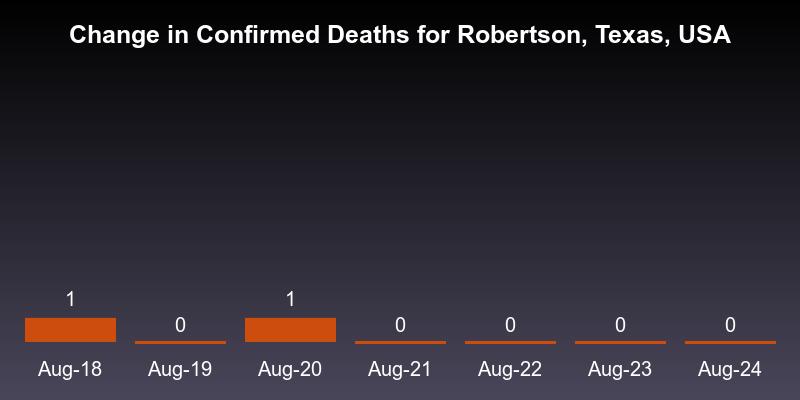 Change in Confirmed Deaths for Robertson, Texas, USA
1 0 1 0 0 0 0
Aug-18 Aug-19 Aug-20 Aug-21 Aug-22 Aug-23 Aug-24